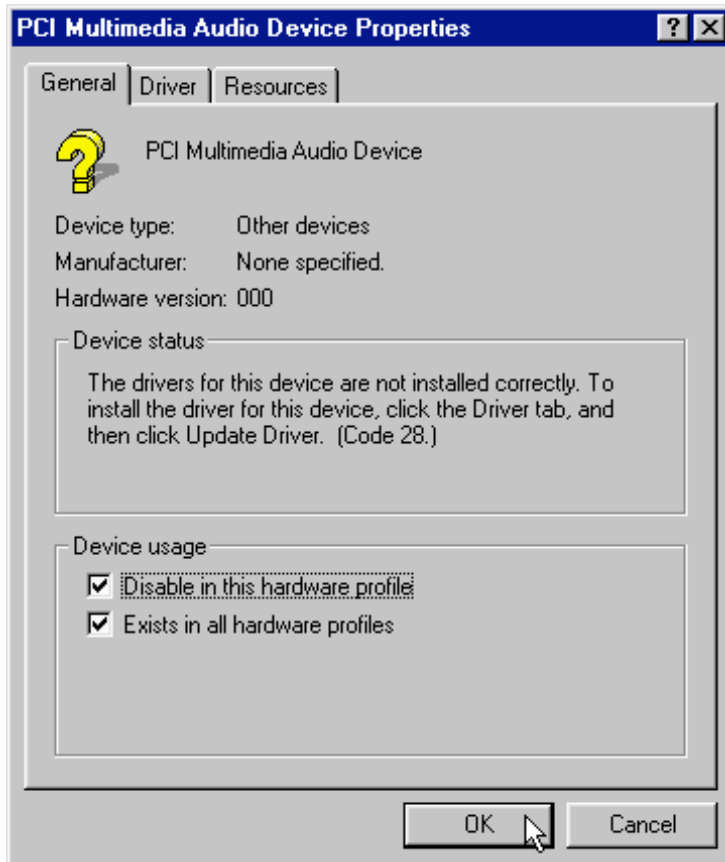 PCI Multimedia Audio Device Properties
General Driver Resources
PCI Multimedia Audio Device
Device type: Other devices
Manufacturer: None specified.
Hardware version: 000
Device status
The drivers for this device are not installed correctly. To
install the driver for this device, click the Driver tab, and
then click Update Driver. (Code 28.)
Device usage
Disable in this hardware profile
Exists in all hardware profiles
OK Cancel